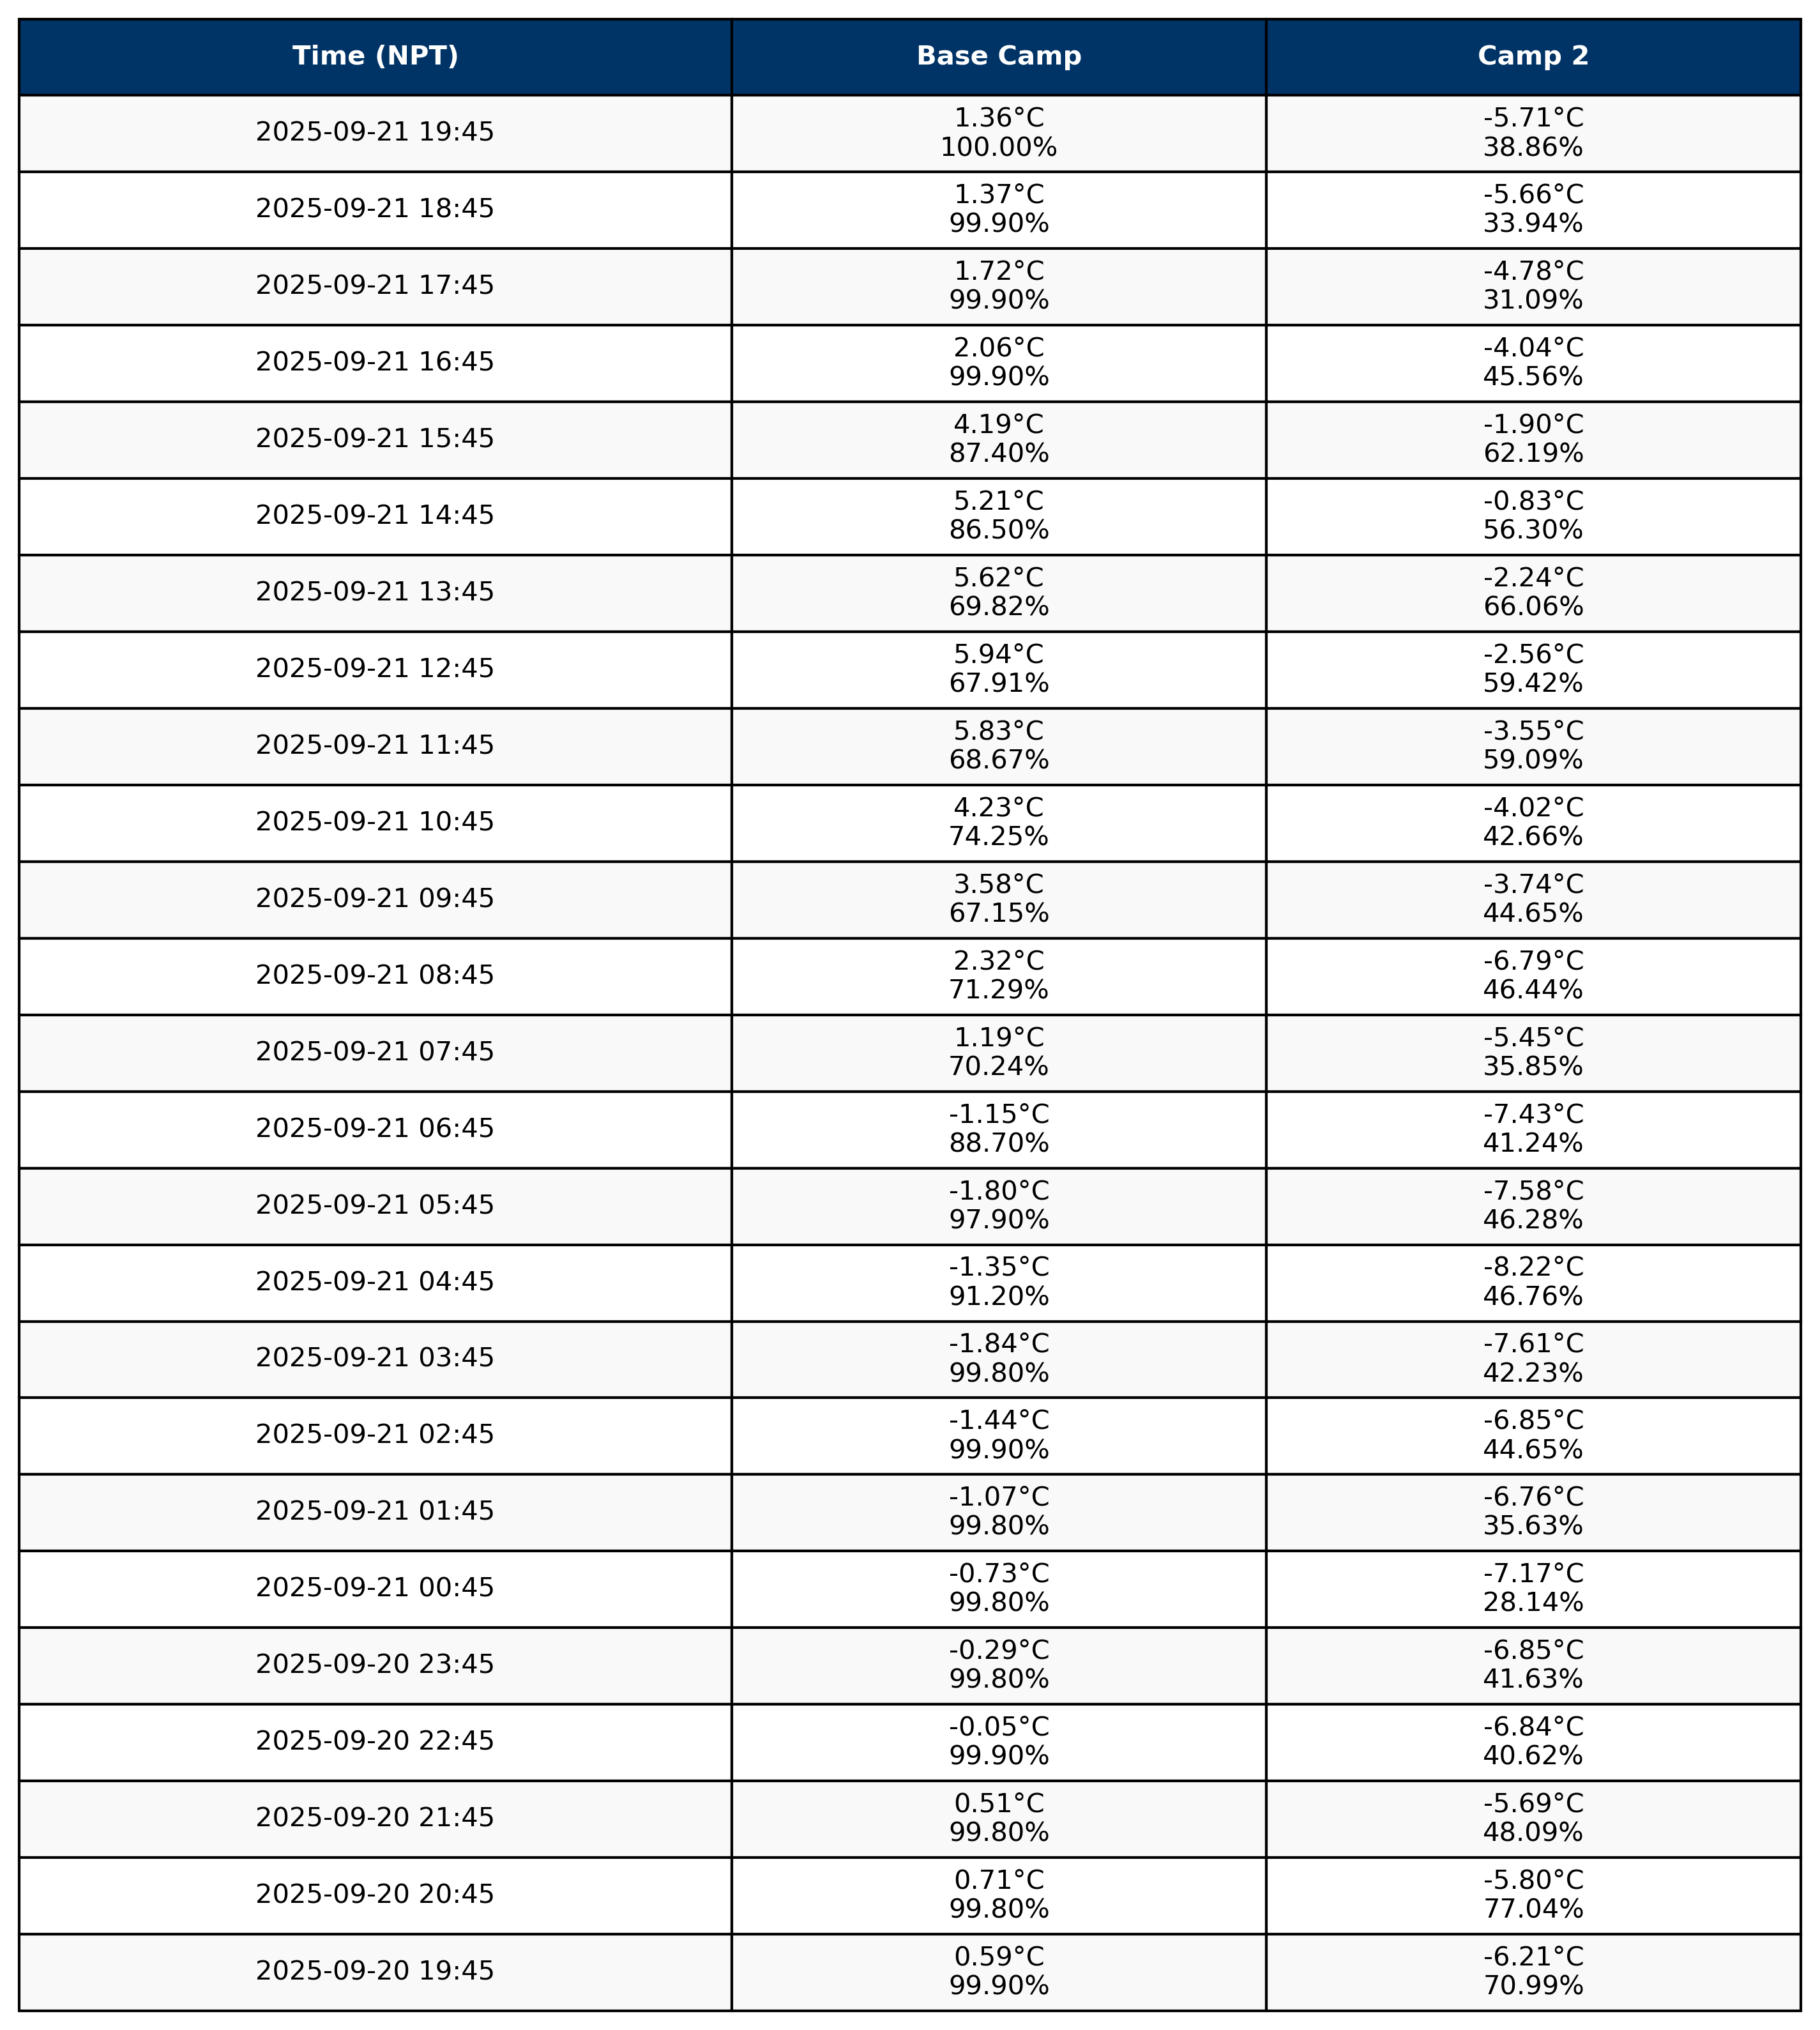 Time (NPT) Base Camp Camp 2
2025-09-21 19:45 1.36°C -5.71°C
100.00% 38.86%
2025-09-21 18:45 1.37°C -5.66°C
99.90% 33.94%
2025-09-21 17:45 1.72°C -4.78°C
99.90% 31.09%
2025-09-21 16:45 2.06°C -4.04°C
99.90% 45.56%
2025-09-21 15:45 4.19°C -1.90°C
87.40% 62.19%
2025-09-21 14:45 5.21°C -0.83°C
86.50% 56.30%
2025-09-21 13:45 5.62°C -2.24°C
69.82% 66.06%
2025-09-21 12:45 5.94°C -2.56°C
67.91% 59.42%
2025-09-21 11:45 5.83°C -3.55°C
68.67% 59.09%
2025-09-21 10:45 4.23°C -4.02°C
74.25% 42.66%
2025-09-21 09:45 3.58°C -3.74°C
67.15% 44.65%
2025-09-21 08:45 2.32°C -6.79°C
71.29% 46.44%
2025-09-21 07:45 1.19°C -5.45°C
70.24% 35.85%
2025-09-21 06:45 -1.15°C -7.43°C
88.70% 41.24%
2025-09-21 05:45 -1.80°C -7.58°C
97.90% 46.28%
2025-09-21 04:45 -1.35°C -8.22°C
91.20% 46.76%
2025-09-21 03:45 -1.84°C -7.61°C
99.80% 42.23%
2025-09-21 02:45 -1.44°C -6.85°C
99.90% 44.65%
2025-09-21 01:45 -1.07°C -6.76°C
99.80% 35.63%
2025-09-21 00:45 -0.73°C -7.17°C
99.80% 28.14%
2025-09-20 23:45 -0.29°C -6.85°C
99.80% 41.63%
2025-09-20 22:45 -0.05°C -6.84°C
99.90% 40.62%
2025-09-20 21:45 0.51°C -5.69°C
99.80% 48.09%
2025-09-20 20:45 0.71°C -5.80°C
99.80% 77.04%
2025-09-20 19:45 0.59°C -6.21°C
99.90% 70.99%